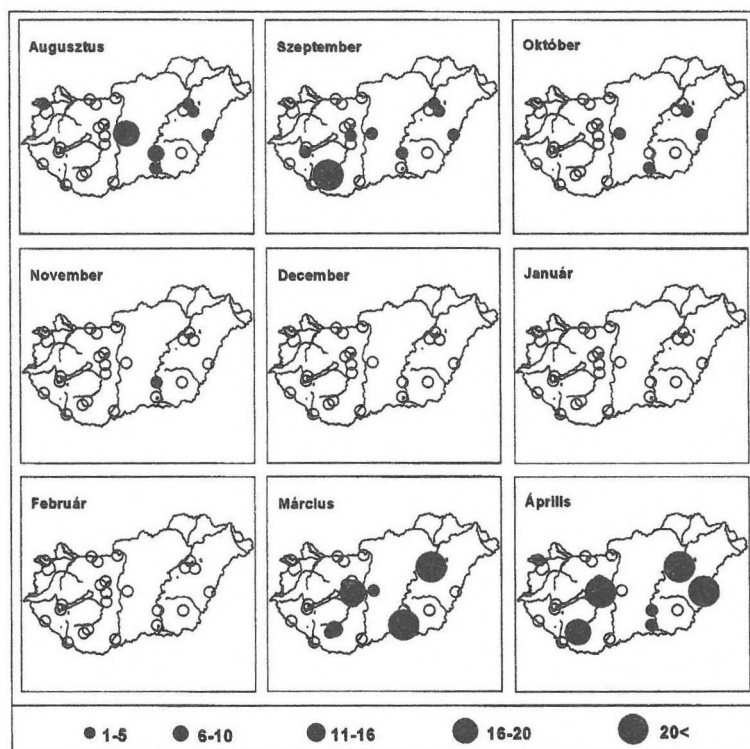 Augusztus
Szeptember
Október
November
December
Január
Február
Március
Április
1-5 6-10 11-16 16-20 20<